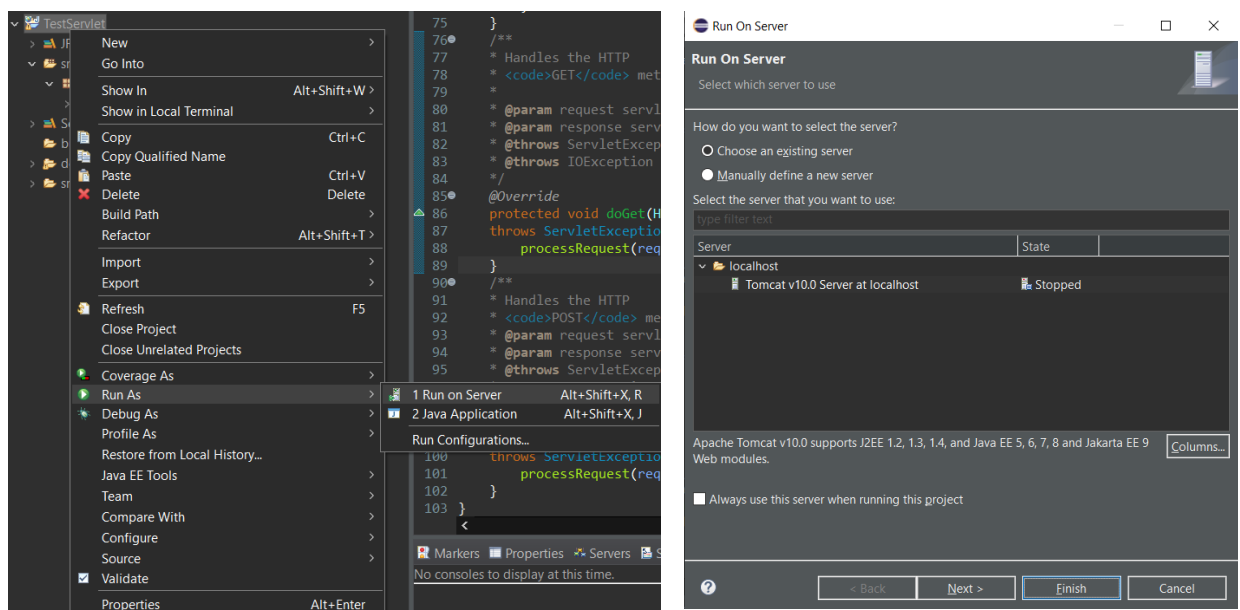 TestServlet
New
Go Into
Show In Alt+Shift+W
Show in Local Terminal
Copy Ctrl+C
Copy Qualified Name
Paste Ctrl+V
Delete Delete
Build Path
Refactor Alt+Shift+T
Import
Export
Refresh F5
Close Project
Close Unrelated Projects
Coverage As
Run As
Debug As
Profile As
Restore from Local History...
Java EE Tools
Team
Compare With
Configure
Source
Validate
Properties Alt+Enter
1 Run on Server Alt+Shift+X, R
2 Java Application Alt+Shift+X, J
Run Configurations...
75 }
76 /**
77 * Handles the HTTP
78 * <code>GET</code> met
79 *
80 * @param request servl
81 * @param response serv
82 * @throws ServletExcep
83 * @throws IOException
84 */
85 @Override
86 protected void doGet(H
87 throws ServletExceptio
88 processRequest(req
89 }
90 /**
91 * Handles the HTTP
92 * <code>POST</code> me
93 * @param request servl
94 * @param response serv
95 * @throws ServletExcep
100 throws ServletExceptio
101 processRequest(req
102 }
103 }
Markers Properties Servers
No consoles to display at this time.
Run On Server
Run On Server
Select which server to use
How do you want to select the server?
Choose an existing server
Manually define a new server
Select the server that you want to use:
type filter text
Server State
localhost
Tomcat v10.0 Server at localhost Stopped
Apache Tomcat v10.0 supports J2EE 1.2, 1.3, 1.4, and Java EE 5, 6, 7, 8 and Jakarta EE 9
Web modules.
Columns...
Always use this server when running this project
< Back Next > Finish Cancel